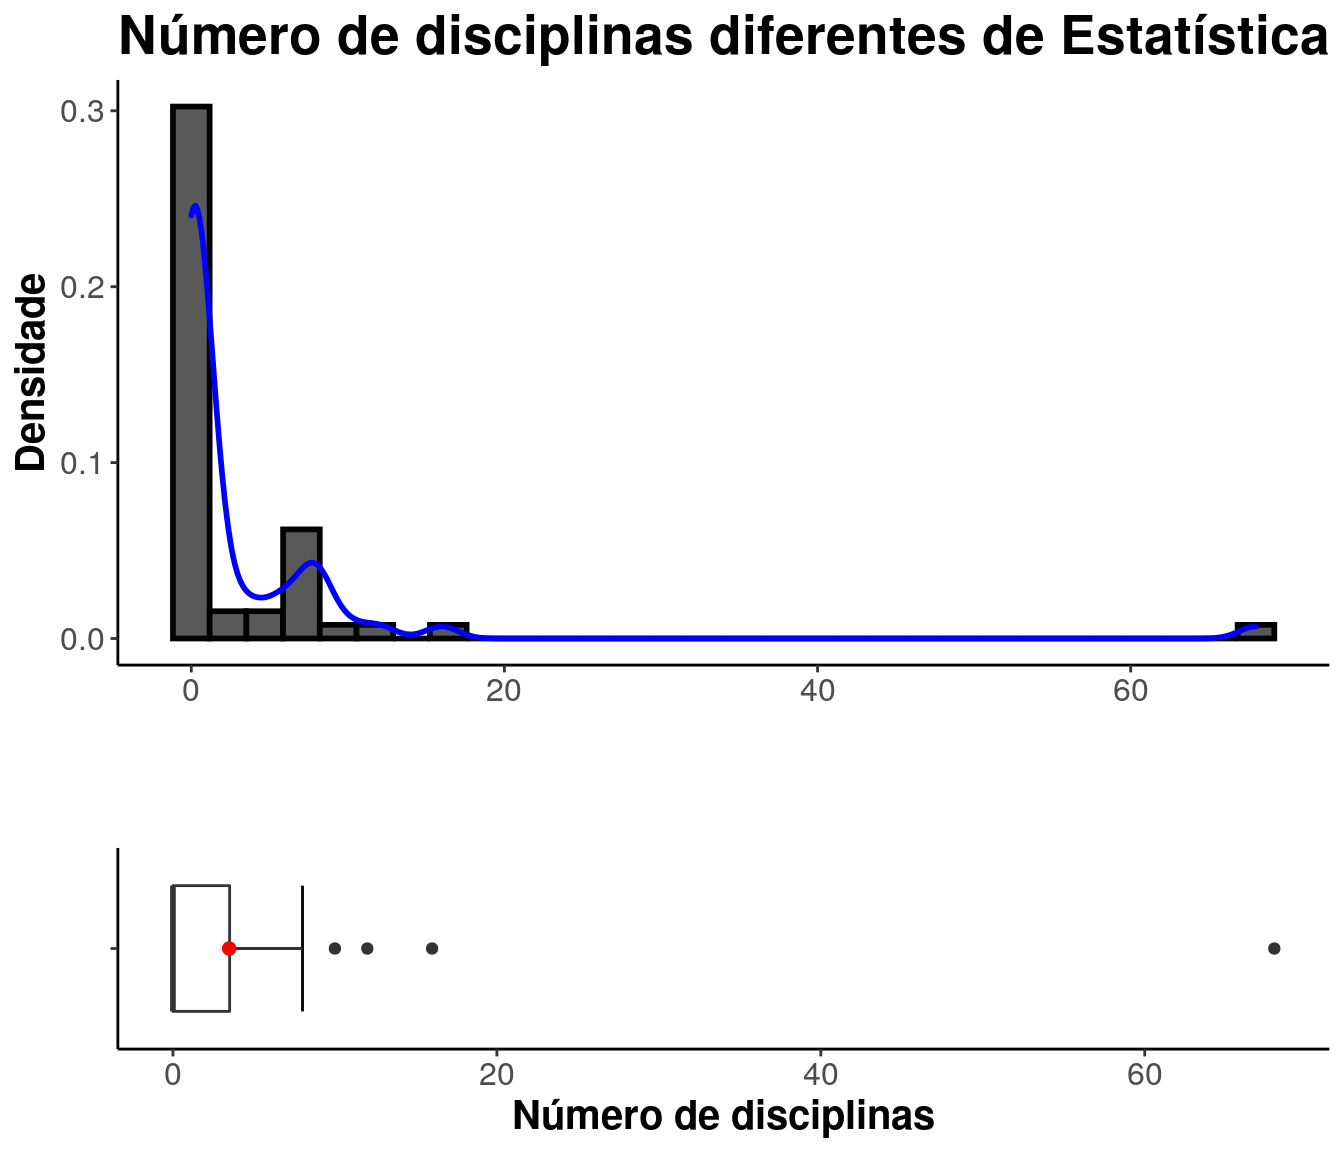 Número de disciplinas diferentes de Estatística
Densidade
0.3
0.2
0.1
0.0
0 20 40 60
0 20 40 60
Número de disciplinas